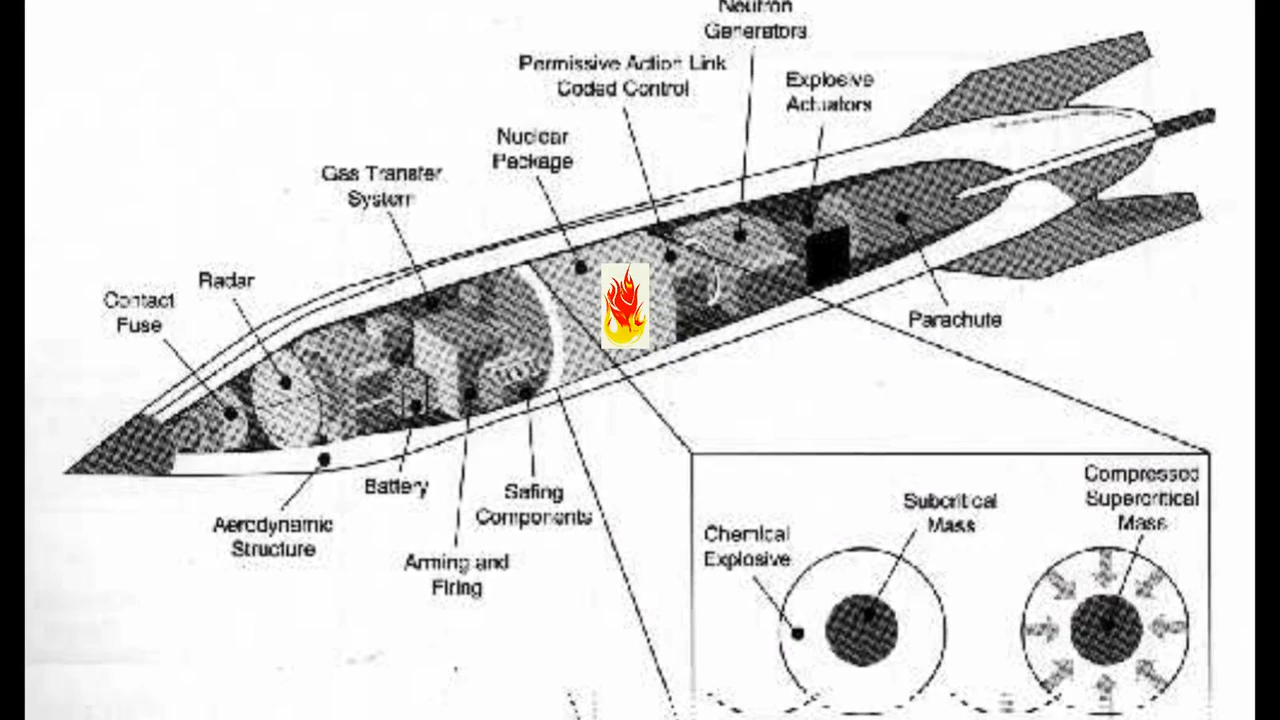 Neutron
Generators
Permissive Action Link
Coded Control
Explosive
Actuators
Nuclear
Package
Gas Transfer
System
Radar
Contact
Fuse
Parachute
Battery
Safing
Components
Aerodynamic
Structure
Arming and
Firing
Compressed
Supercritical
Mass
Subcritical
Mass
Chemical
Explosive